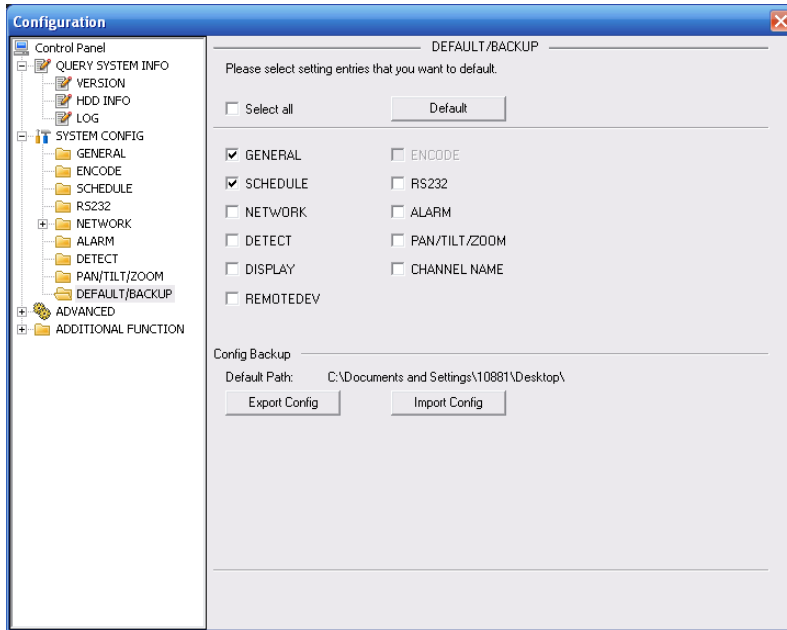 Configuration
Control Panel
QUERY SYSTEM INFO
VERSION
HDD INFO
LOG
SYSTEM CONFIG
GENERAL
ENCODE
SCHEDULE
RS232
NETWORK
ALARM
DETECT
PAN/TILT/ZOOM
DEFAULT/BACKUP
ADVANCED
ADDITIONAL FUNCTION
DEFAULT/BACKUP
Please select setting entries that you want to default.
Select all
Default
GENERAL
ENCODE
SCHEDULE
RS232
NETWORK
ALARM
DETECT
PAN/TILT/ZOOM
DISPLAY
CHANNEL NAME
REMOTEDEV
Config Backup
Default Path: C:\Documents and Settings\10881\Desktop\
Export Config
Import Config